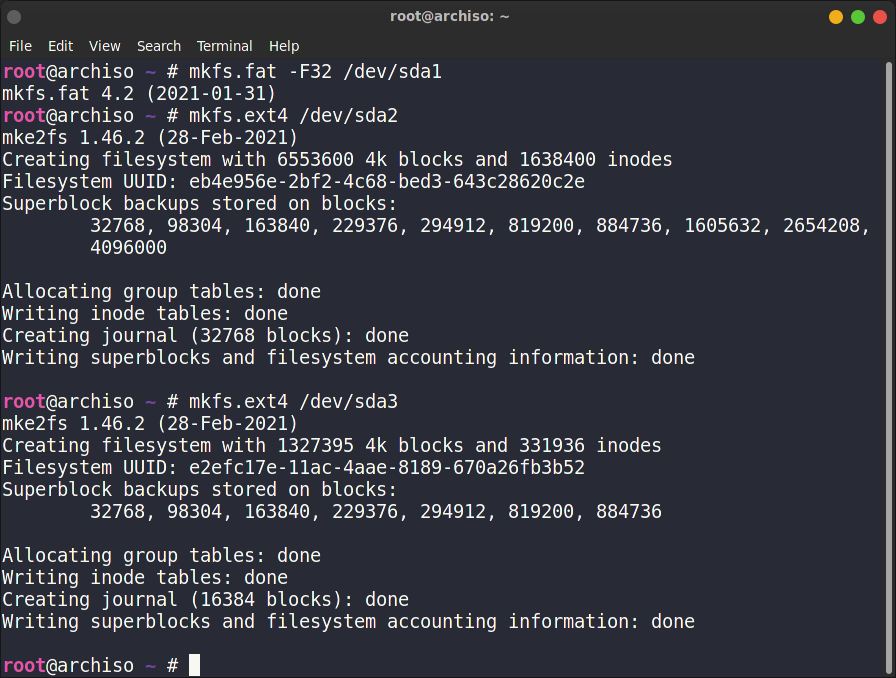 root@archiso: ~
File Edit View Search Terminal Help
root@archiso ~ # mkfs.fat -F32 /dev/sda1
mkfs.fat 4.2 (2021-01-31)
root@archiso ~ # mkfs.ext4 /dev/sda2
mke2fs 1.46.2 (28-Feb-2021)
Creating filesystem with 6553600 4k blocks and 1638400 inodes
Filesystem UUID: eb4e956e-2bf2-4c68-bed3-643c28620c2e
Superblock backups stored on blocks:
        32768, 98304, 163840, 229376, 294912, 819200, 884736, 1605632, 2654208,
        4096000

Allocating group tables: done
Writing inode tables: done
Creating journal (32768 blocks): done
Writing superblocks and filesystem accounting information: done

root@archiso ~ # mkfs.ext4 /dev/sda3
mke2fs 1.46.2 (28-Feb-2021)
Creating filesystem with 1327395 4k blocks and 331936 inodes
Filesystem UUID: e2efc17e-11ac-4aae-8189-670a26fb3b52
Superblock backups stored on blocks:
        32768, 98304, 163840, 229376, 294912, 819200, 884736

Allocating group tables: done
Writing inode tables: done
Creating journal (16384 blocks): done
Writing superblocks and filesystem accounting information: done

root@archiso ~ #